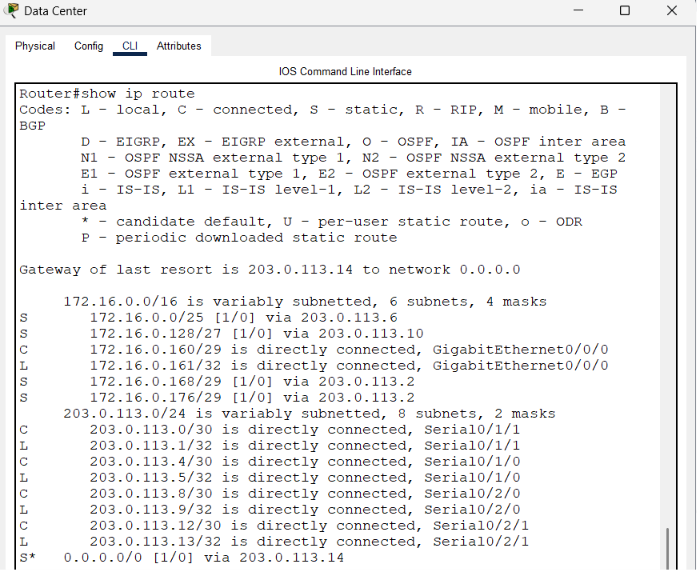 Data Center
Physical Config CLI Attributes
IOS Command Line Interface
Router#show ip route
Codes: L - local, C - connected, S - static, R - RIP, M - mobile, B -
BGP
D - EIGRP, EX - EIGRP external, O - OSPF, IA - OSPF inter area
N1 - OSPF NSSA external type 1, N2 - OSPF NSSA external type 2
E1 - OSPF external type 1, E2 - OSPF external type 2, E - EGP
i - IS-IS, L1 - IS-IS level-1, L2 - IS-IS level-2, ia - IS-IS
inter area
* - candidate default, U - per-user static route, o - ODR
P - periodic downloaded static route
Gateway of last resort is 203.0.113.14 to network 0.0.0.0
172.16.0.0/16 is variably subnetted, 6 subnets, 4 masks
S 172.16.0.0/25 [1/0] via 203.0.113.6
S 172.16.0.128/27 [1/0] via 203.0.113.10
C 172.16.0.160/29 is directly connected, GigabitEthernet0/0/0
L 172.16.0.161/32 is directly connected, GigabitEthernet0/0/0
S 172.16.0.168/29 [1/0] via 203.0.113.2
S 172.16.0.176/29 [1/0] via 203.0.113.2
203.0.113.0/24 is variably subnetted, 8 subnets, 2 masks
C 203.0.113.0/30 is directly connected, Serial0/1/1
L 203.0.113.1/32 is directly connected, Serial0/1/1
C 203.0.113.4/30 is directly connected, Serial0/1/0
L 203.0.113.5/32 is directly connected, Serial0/1/0
C 203.0.113.8/30 is directly connected, Serial0/2/0
L 203.0.113.9/32 is directly connected, Serial0/2/0
C 203.0.113.12/30 is directly connected, Serial0/2/1
L 203.0.113.13/32 is directly connected, Serial0/2/1
S* 0.0.0.0/0 [1/0] via 203.0.113.14